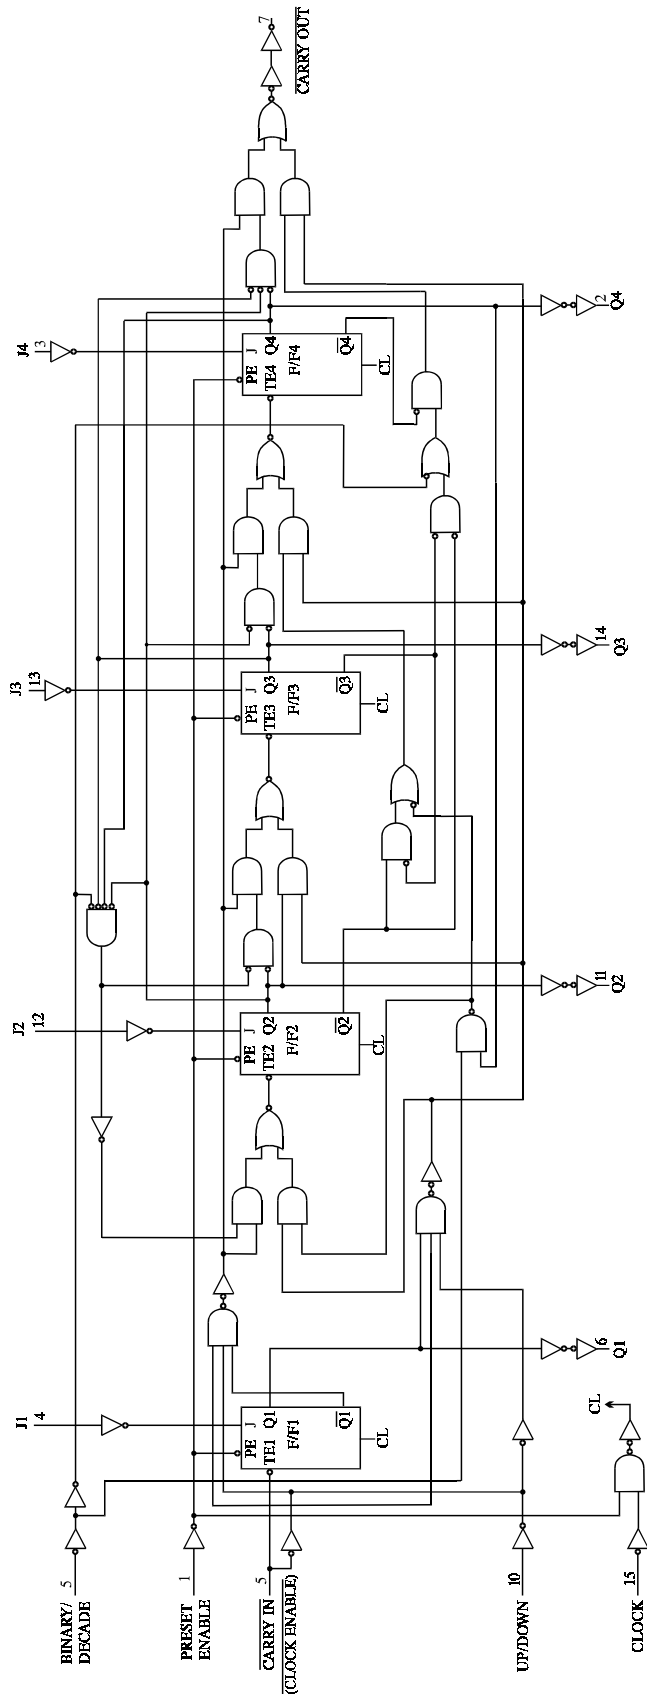 7
CARRY OUT
J4
3
PE
J
Q4
TE4
F/F4
Q4
CL
2
Q4
J3
13
PE
J
Q3
TE3
F/F3
Q3
CL
14
Q3
J2
12
PE
J
Q2
TE2
F/F2
Q2
CL
11
Q2
J1
4
PE
J
Q1
TE1
F/F1
Q1
CL
6
Q1
CL
5
BINARY/
DECADE
1
PRESET
ENABLE
5
CARRY IN
(CLOCK ENABLE)
10
UP/DOWN
15
CLOCK